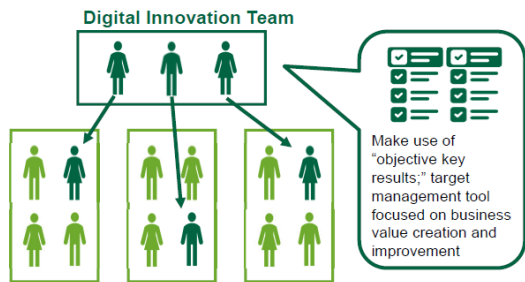 Digital Innovation Team
Make use of
“objective key
results;” target
management tool
focused on business
value creation and
improvement